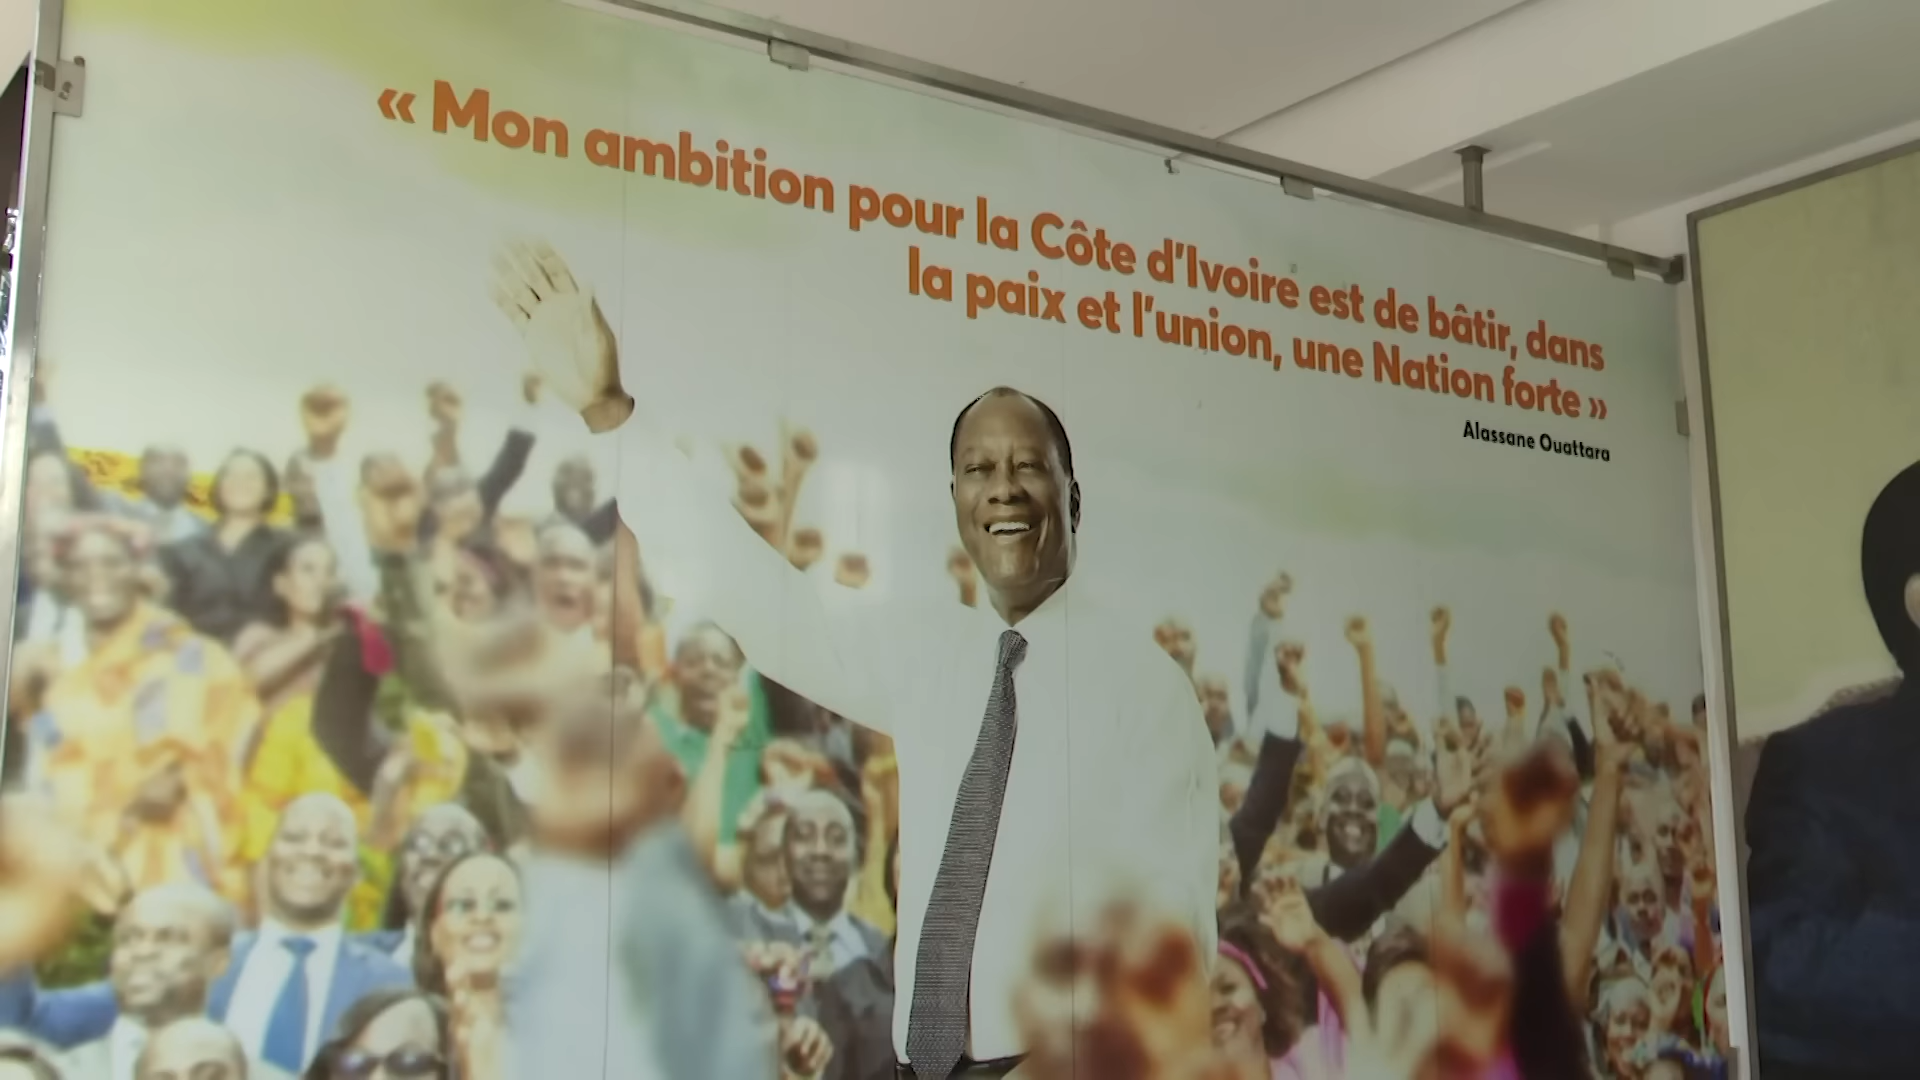 « Mon ambition pour la Côte d'Ivoire est de bâtir, dans
la paix et l'union, une Nation forte »
Alassane Ouattara